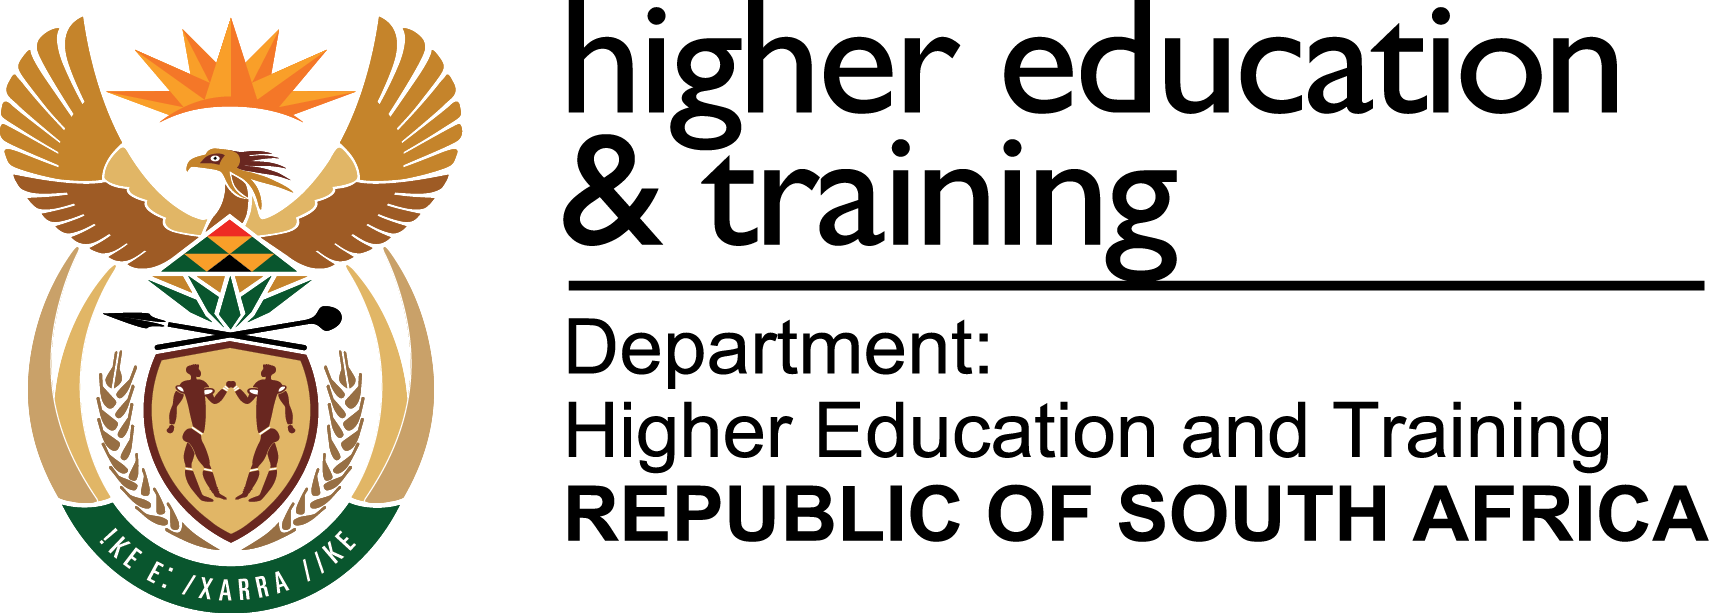 higher education
& training
Department:
Higher Education and Training
REPUBLIC OF SOUTH AFRICA
!KE E: /XARRA //KE